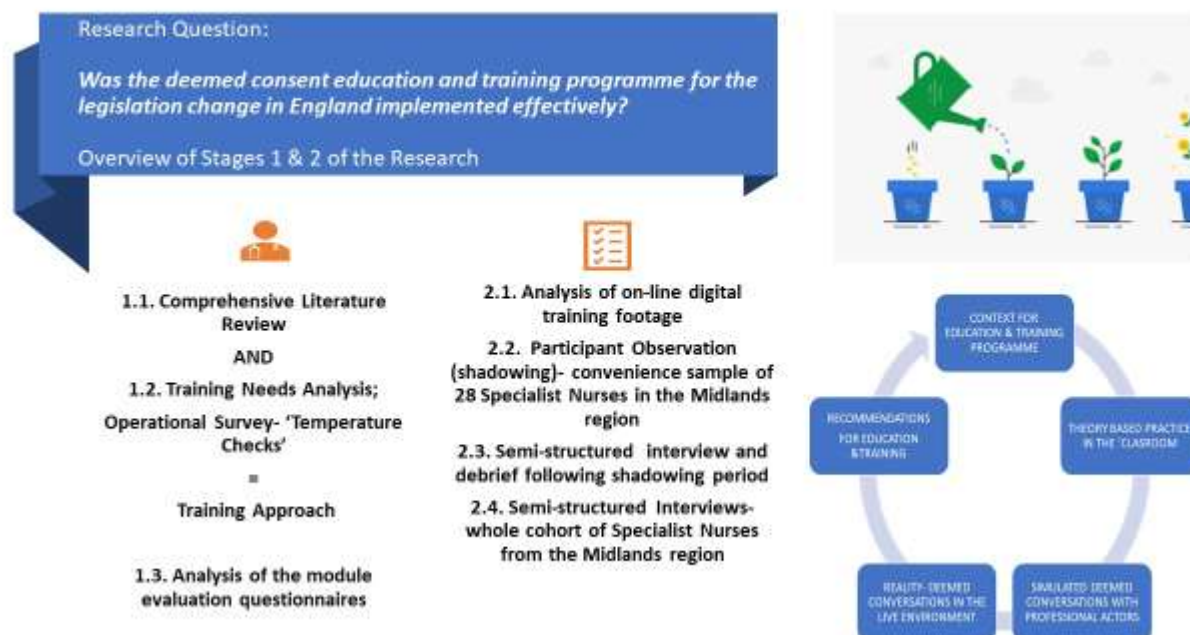 Research Question:
Was the deemed consent education and training programme for the
legislation change in England implemented effectively?
Overview of Stages 1 & 2 of the Research
1.1. Comprehensive Literature
Review
AND
1.2. Training Needs Analysis;
Operational Survey- ‘Temperature
Checks’
=
Training Approach
1.3. Analysis of the module
evaluation questionnaires
2.1. Analysis of on-line digital
training footage
2.2. Participant Observation
(shadowing)- convenience sample of
28 Specialist Nurses in the Midlands
region
2.3. Semi-structured interview and
debrief following shadowing period
2.4. Semi-structured Interviews-
whole cohort of Specialist Nurses
from the Midlands region
CONTEXT FOR
EDUCATION & TRAINING
PROGRAMME
THEORY BASED PRACTICE
IN THE ‘CLASROOM’
SIMULATED DEEMED
CONVERSATIONS WITH
PROFESSIONAL ACTORS
REALITY- DEEMED
CONVERSATIONS IN THE
LIVE ENVIRONMENT
RECOMMENDATIONS
FOR EDUCATION
&TRAINING